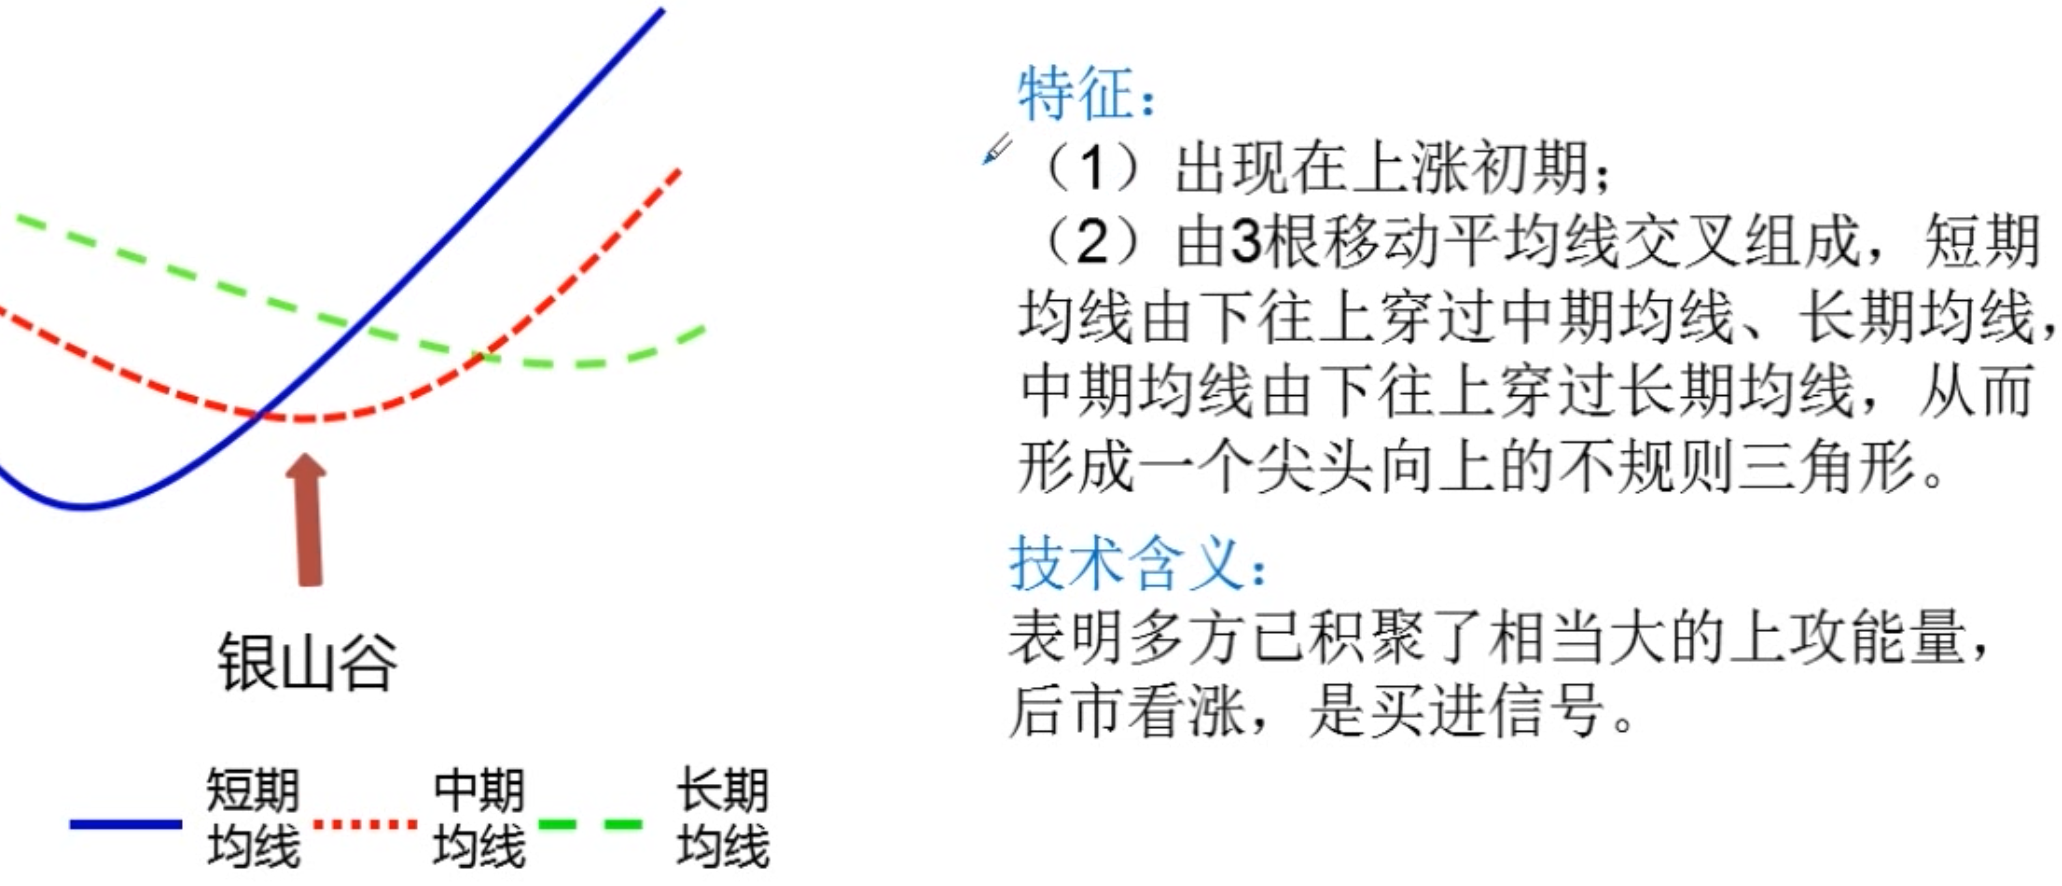 特征：
（1）出现在上涨初期；
（2）由3根移动平均线交叉组成，短期
均线由下往上穿过中期均线、长期均线，
中期均线由下往上穿过长期均线，从而
形成一个尖头向上的不规则三角形。
技术含义：
表明多方已积聚了相当大的上攻能量，
后市看涨，是买进信号。
银山谷
短期
均线
中期
均线
长期
均线